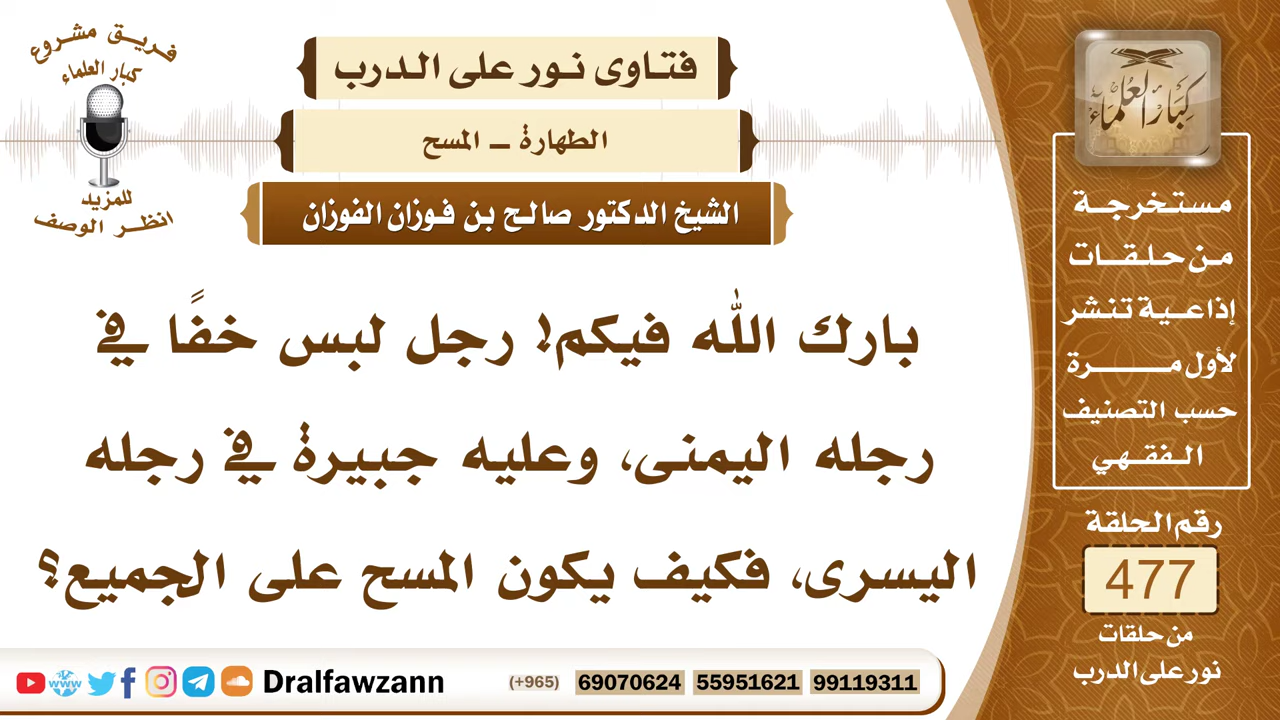 فريق مشروع
كبار العلماء
للمزيد
انظر الوصف
فتاوى نور على الدرب
الطهارة – المسح
الشيخ الدكتور صالح بن فوزان الفوزان
بارك الله فيكم! رجل لبس خفًا في
رجله اليمنى، وعليه جبيرة في رجله
اليسرى، فكيف يكون المسح على الجميع؟
كبار العلماء
مستخرجة
من حلقات
إذاعية تنشر
لأول مرة
حسب التصنيف
الفقهي
رقم الحلقة
477
من حلقات
نور على الدرب
www Dralfawzann (+965) 69070624 55951621 99119311